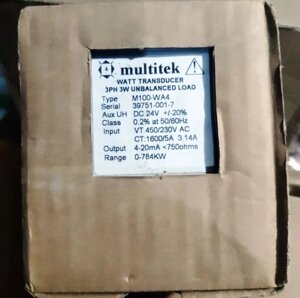 multitek
WATT TRANSDUCER
3PH 3W UNBALANCED LOAD
Type M100-WA4
Serial 39751-001-7
Aux UH DC 24V +/-20%
Class 0.2% at 50/60Hz
Input VT.450/230V AC
CT.1600/5A 3.14A
Output 4-20mA <750ohms
Range 0-784KW